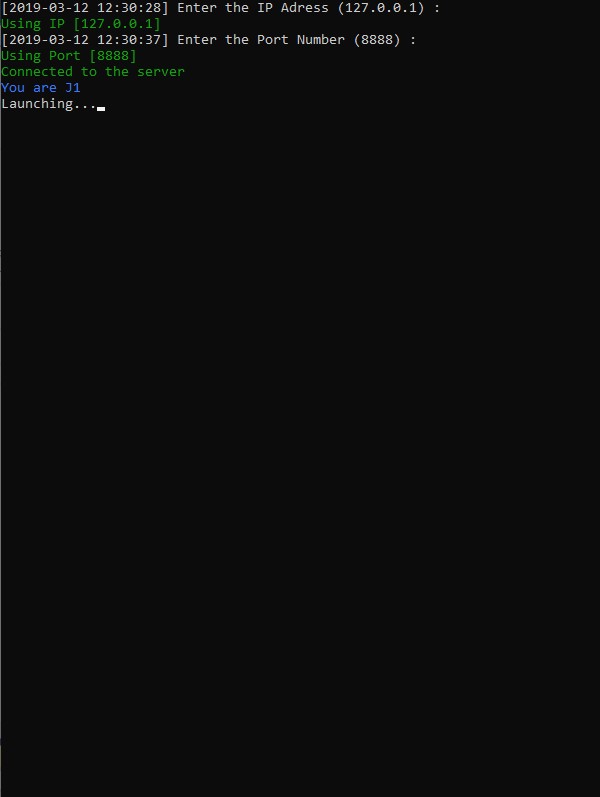 [2019-03-12 12:30:28] Enter the IP Adress (127.0.0.1) :
Using IP [127.0.0.1]
[2019-03-12 12:30:37] Enter the Port Number (8888) :
Using Port [8888]
Connected to the server
You are J1
Launching...